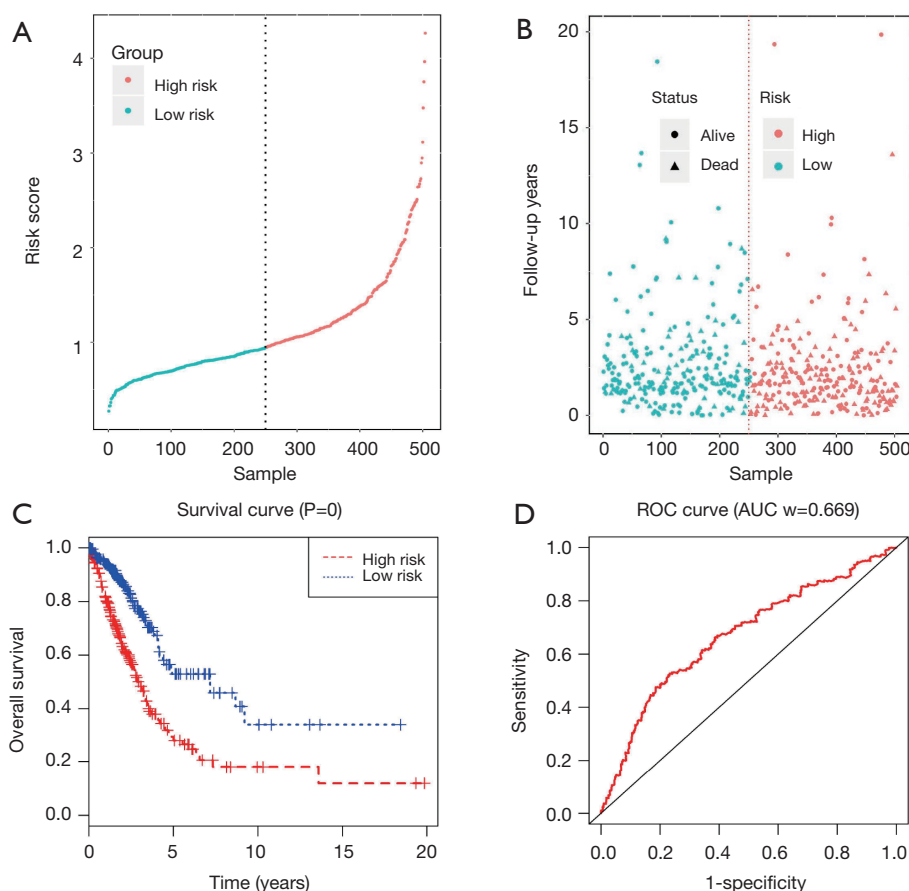 A
Group
High risk
Low risk
4
3
2
1
Risk score
0 100 200 300 400 500
Sample
B
20
15
10
5
0
Follow-up years
Status Risk
Alive High
Dead Low
0 100 200 300 400 500
Sample
C
Survival curve (P=0)
High risk
Low risk
1.0
0.8
0.6
0.4
0.2
0.0
Overall survival
0 5 10 15 20
Time (years)
D
ROC curve (AUC w=0.669)
1.0
0.8
0.6
0.4
0.2
0.0
Sensitivity
0.0 0.2 0.4 0.6 0.8 1.0
1-specificity